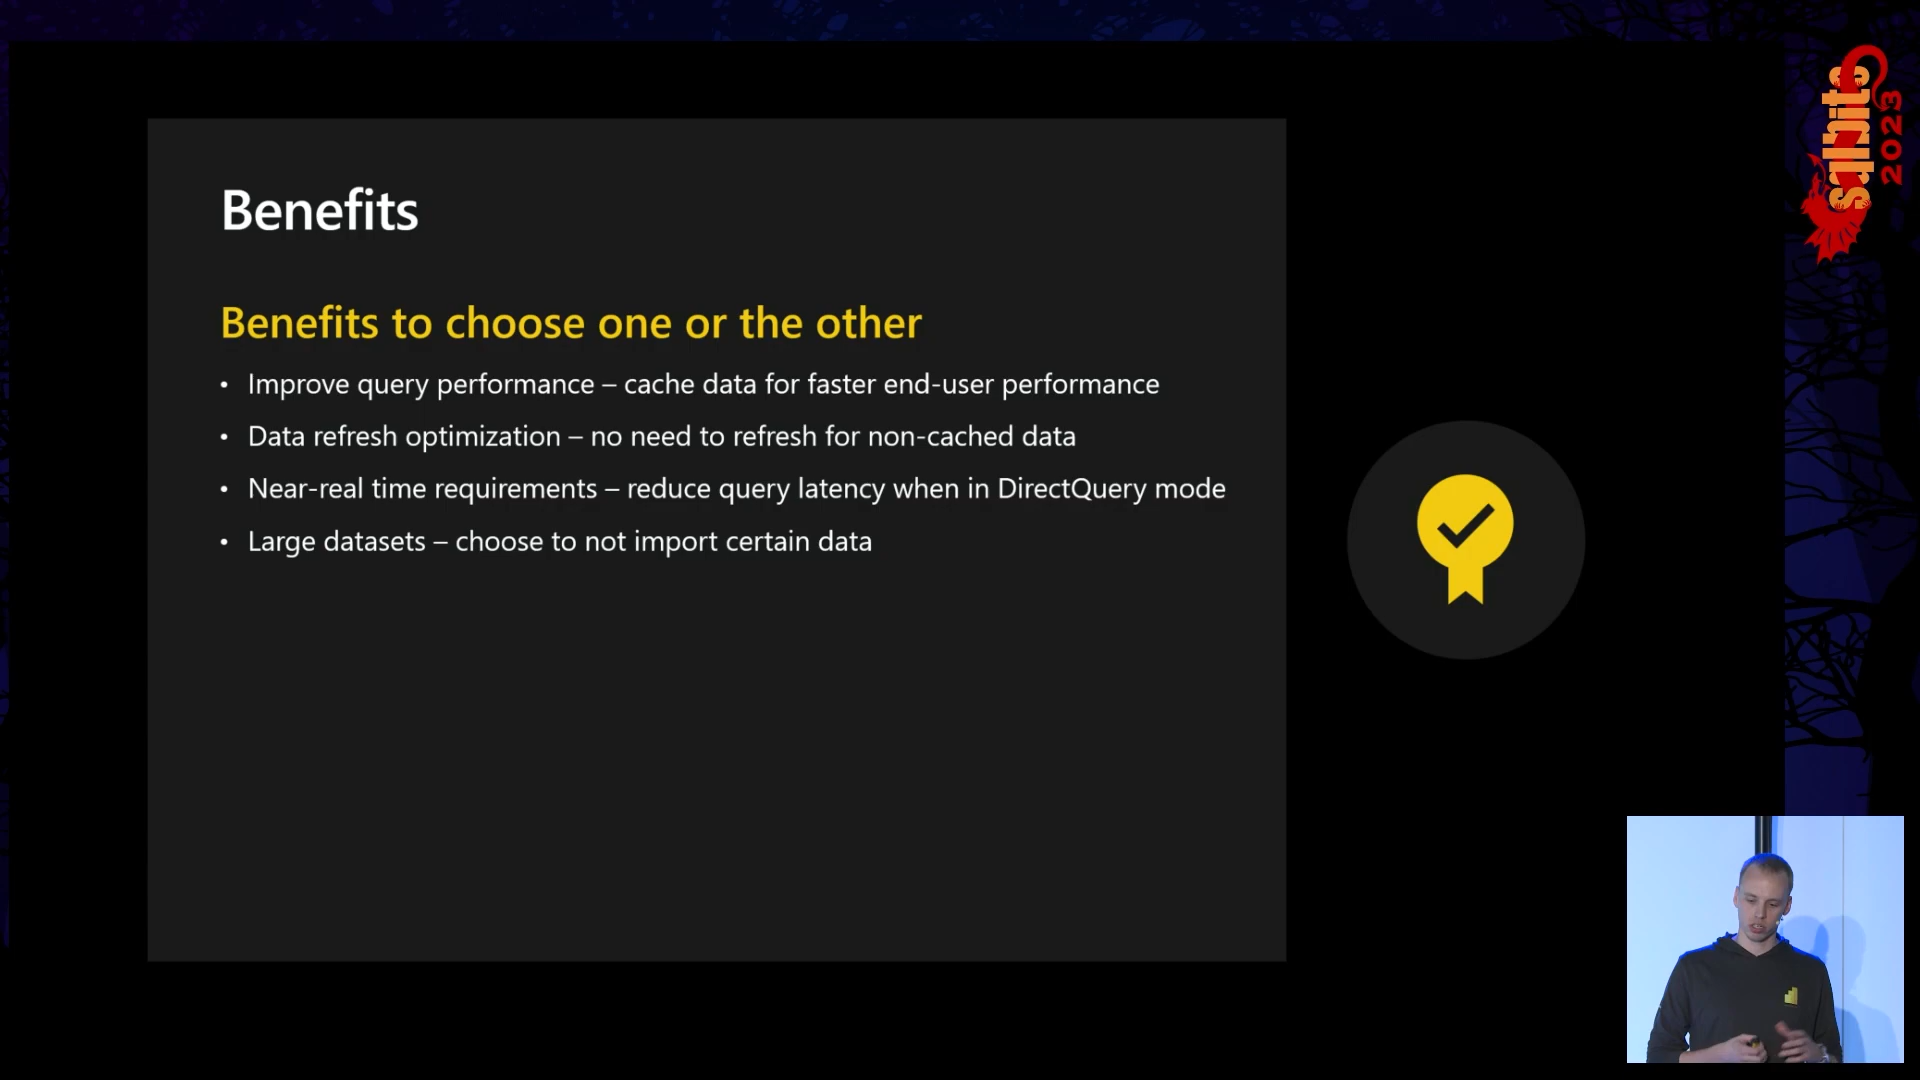 Benefits
Benefits to choose one or the other
• Improve query performance – cache data for faster end-user performance
• Data refresh optimization – no need to refresh for non-cached data
• Near-real time requirements – reduce query latency when in DirectQuery mode
• Large datasets – choose to not import certain data
sqlbits
2023